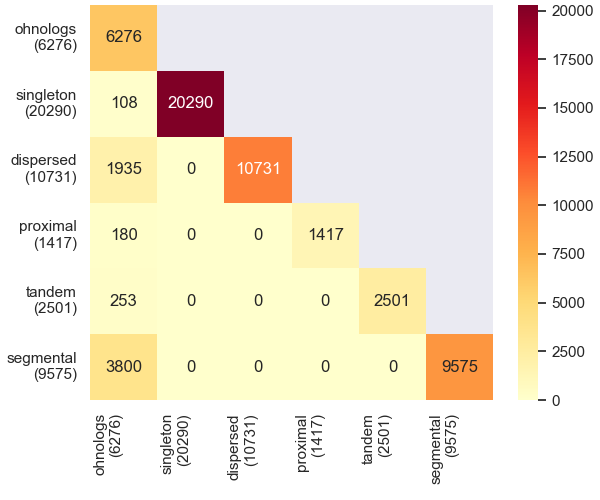 ohnologs
(6276)
6276
singleton
(20290)
108 20290
dispersed
(10731)
1935 0 10731
proximal
(1417)
180 0 0 1417
tandem
(2501)
253 0 0 0 2501
segmental
(9575)
3800 0 0 0 0 9575
ohnologs
(6276)
singleton
(20290)
dispersed
(10731)
proximal
(1417)
tandem
(2501)
segmental
(9575)
20000
17500
15000
12500
10000
7500
5000
2500
0